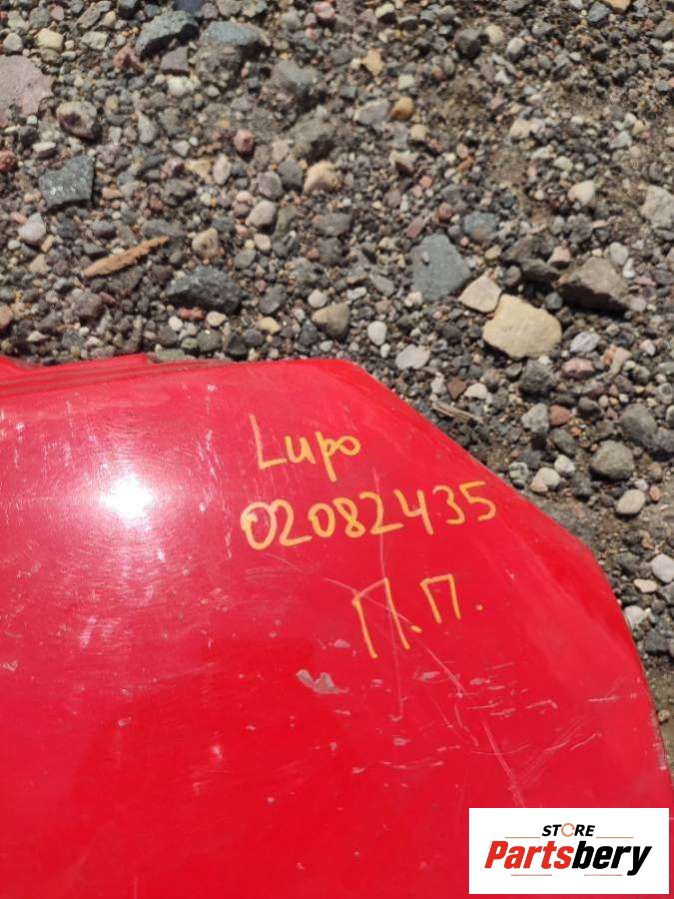 Lupo
02082435
П.П.
STORE
Partsbery